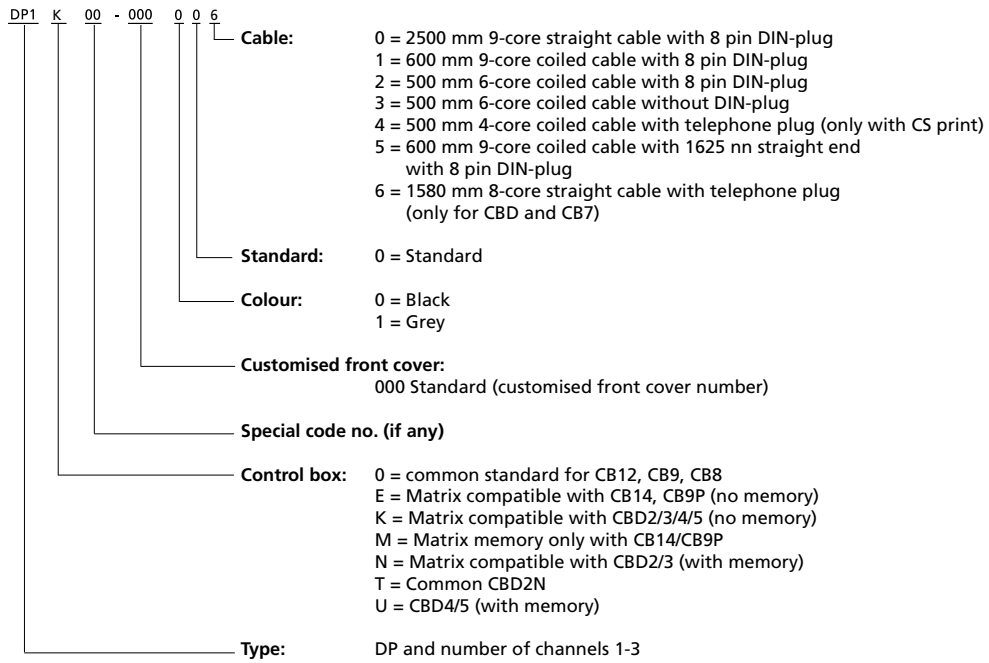 DP1 K 00 - 000 0 0 6
Cable: 0 = 2500 mm 9-core straight cable with 8 pin DIN-plug
1 = 600 mm 9-core coiled cable with 8 pin DIN-plug
2 = 500 mm 6-core coiled cable with 8 pin DIN-plug
3 = 500 mm 6-core coiled cable without DIN-plug
4 = 500 mm 4-core coiled cable with telephone plug (only with CS print)
5 = 600 mm 9-core coiled cable with 1625 nn straight end
with 8 pin DIN-plug
6 = 1580 mm 8-core straight cable with telephone plug
(only for CBD and CB7)
Standard: 0 = Standard
Colour: 0 = Black
1 = Grey
Customised front cover:
000 Standard (customised front cover number)
Special code no. (if any)
Control box: 0 = common standard for CB12, CB9, CB8
E = Matrix compatible with CB14, CB9P (no memory)
K = Matrix compatible with CBD2/3/4/5 (no memory)
M = Matrix memory only with CB14/CB9P
N = Matrix compatible with CBD2/3 (with memory)
T = Common CBD2N
U = CBD4/5 (with memory)
Type: DP and number of channels 1-3